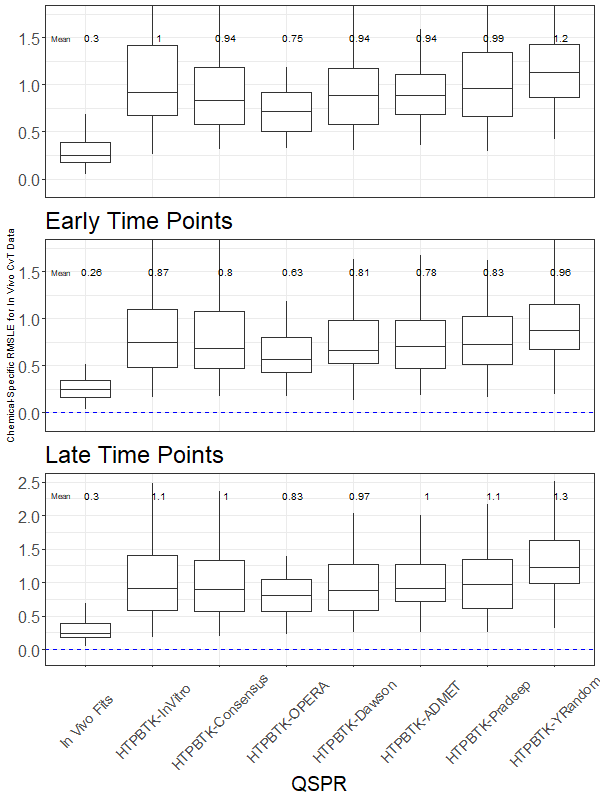 1.5
Mean 0.3 1 0.94 0.75 0.94 0.94 0.99 1.2
1.0
0.5
0.0
Early Time Points
Chemical-Specific RMSLE for In Vivo CvT Data
1.5
Mean 0.26 0.87 0.8 0.63 0.81 0.78 0.83 0.96
1.0
0.5
0.0
Late Time Points
2.5
Mean 0.3 1.1 1 0.83 0.97 1 1.1 1.3
2.0
1.5
1.0
0.5
0.0
In Vivo Fits
HTPBTK-InVitro
HTPBTK-Consensus
HTPBTK-OPERA
HTPBTK-Dawson
HTPBTK-ADMET
HTPBTK-Pradeep
HTPBTK-YRandom
QSPR